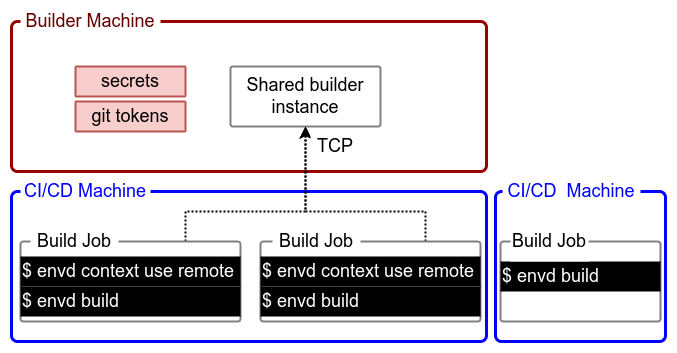 Builder Machine
secrets
git tokens
Shared builder
instance
TCP
CI/CD Machine
Build Job
$ envd context use remote
$ envd build
Build Job
$ envd context use remote
$ envd build
CI/CD Machine
Build Job
$ envd build